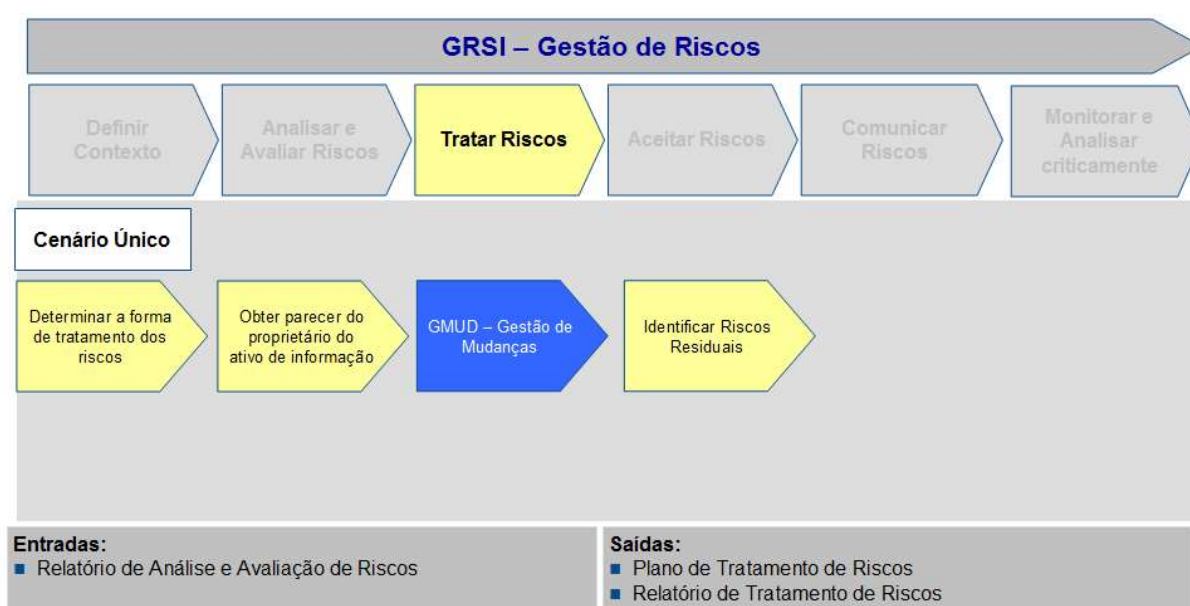 GRSI – Gestão de Riscos
Definir
Contexto
Analisar e
Avaliar Riscos
Tratar Riscos
Aceitar Riscos
Comunicar
Riscos
Monitorar e
Analisar
criticamente
Cenário Único
Determinar a forma
de tratamento dos
riscos
Obter parecer do
proprietário do
ativo de informação
GMUD – Gestão de
Mudanças
Identificar Riscos
Residuais
Entradas:
Relatório de Análise e Avaliação de Riscos
Saídas:
Plano de Tratamento de Riscos
Relatório de Tratamento de Riscos